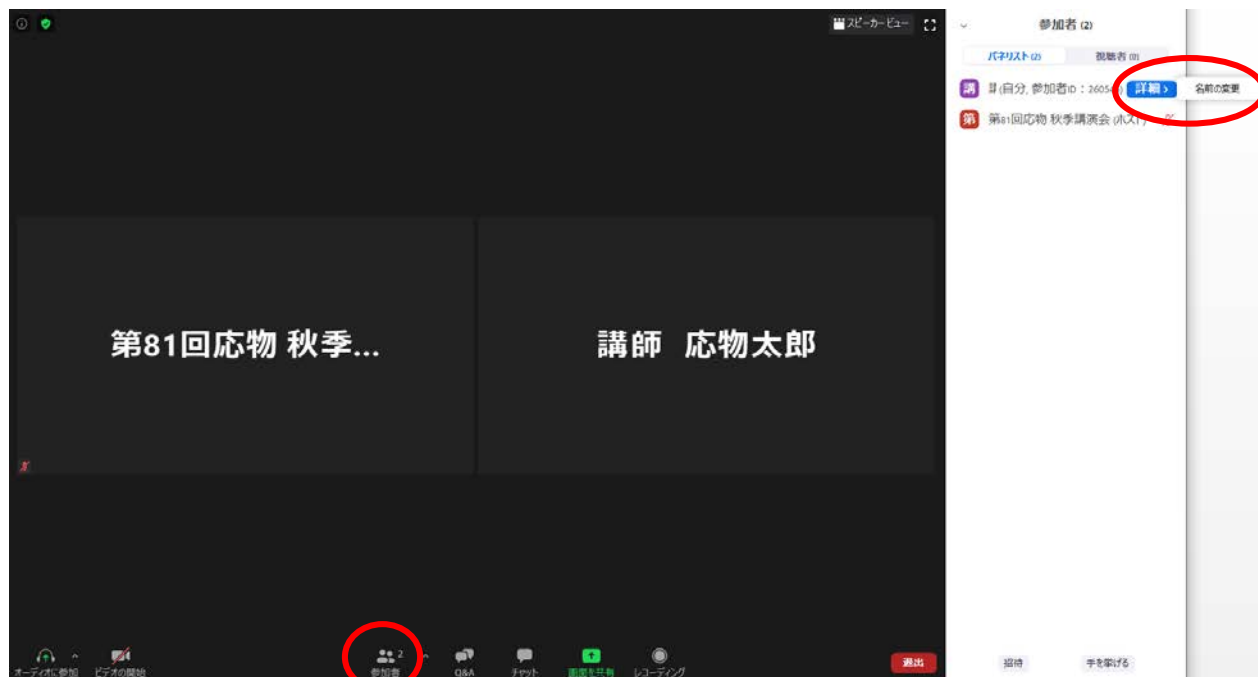 スピーカービュー
参加者 (2)
パネリスト (2)
視聴者 (0)
講
(自分, 参加者ID：2605
詳細 >
名前の変更
第
第81回応物 秋季講演会 (ホスト)
第81回応物 秋季...
講師 応物太郎
オーディオに参加
ビデオの開始
2
参加者
Q&A
チャット
画面を共有
レコーディング
退出
招待
手を挙げる